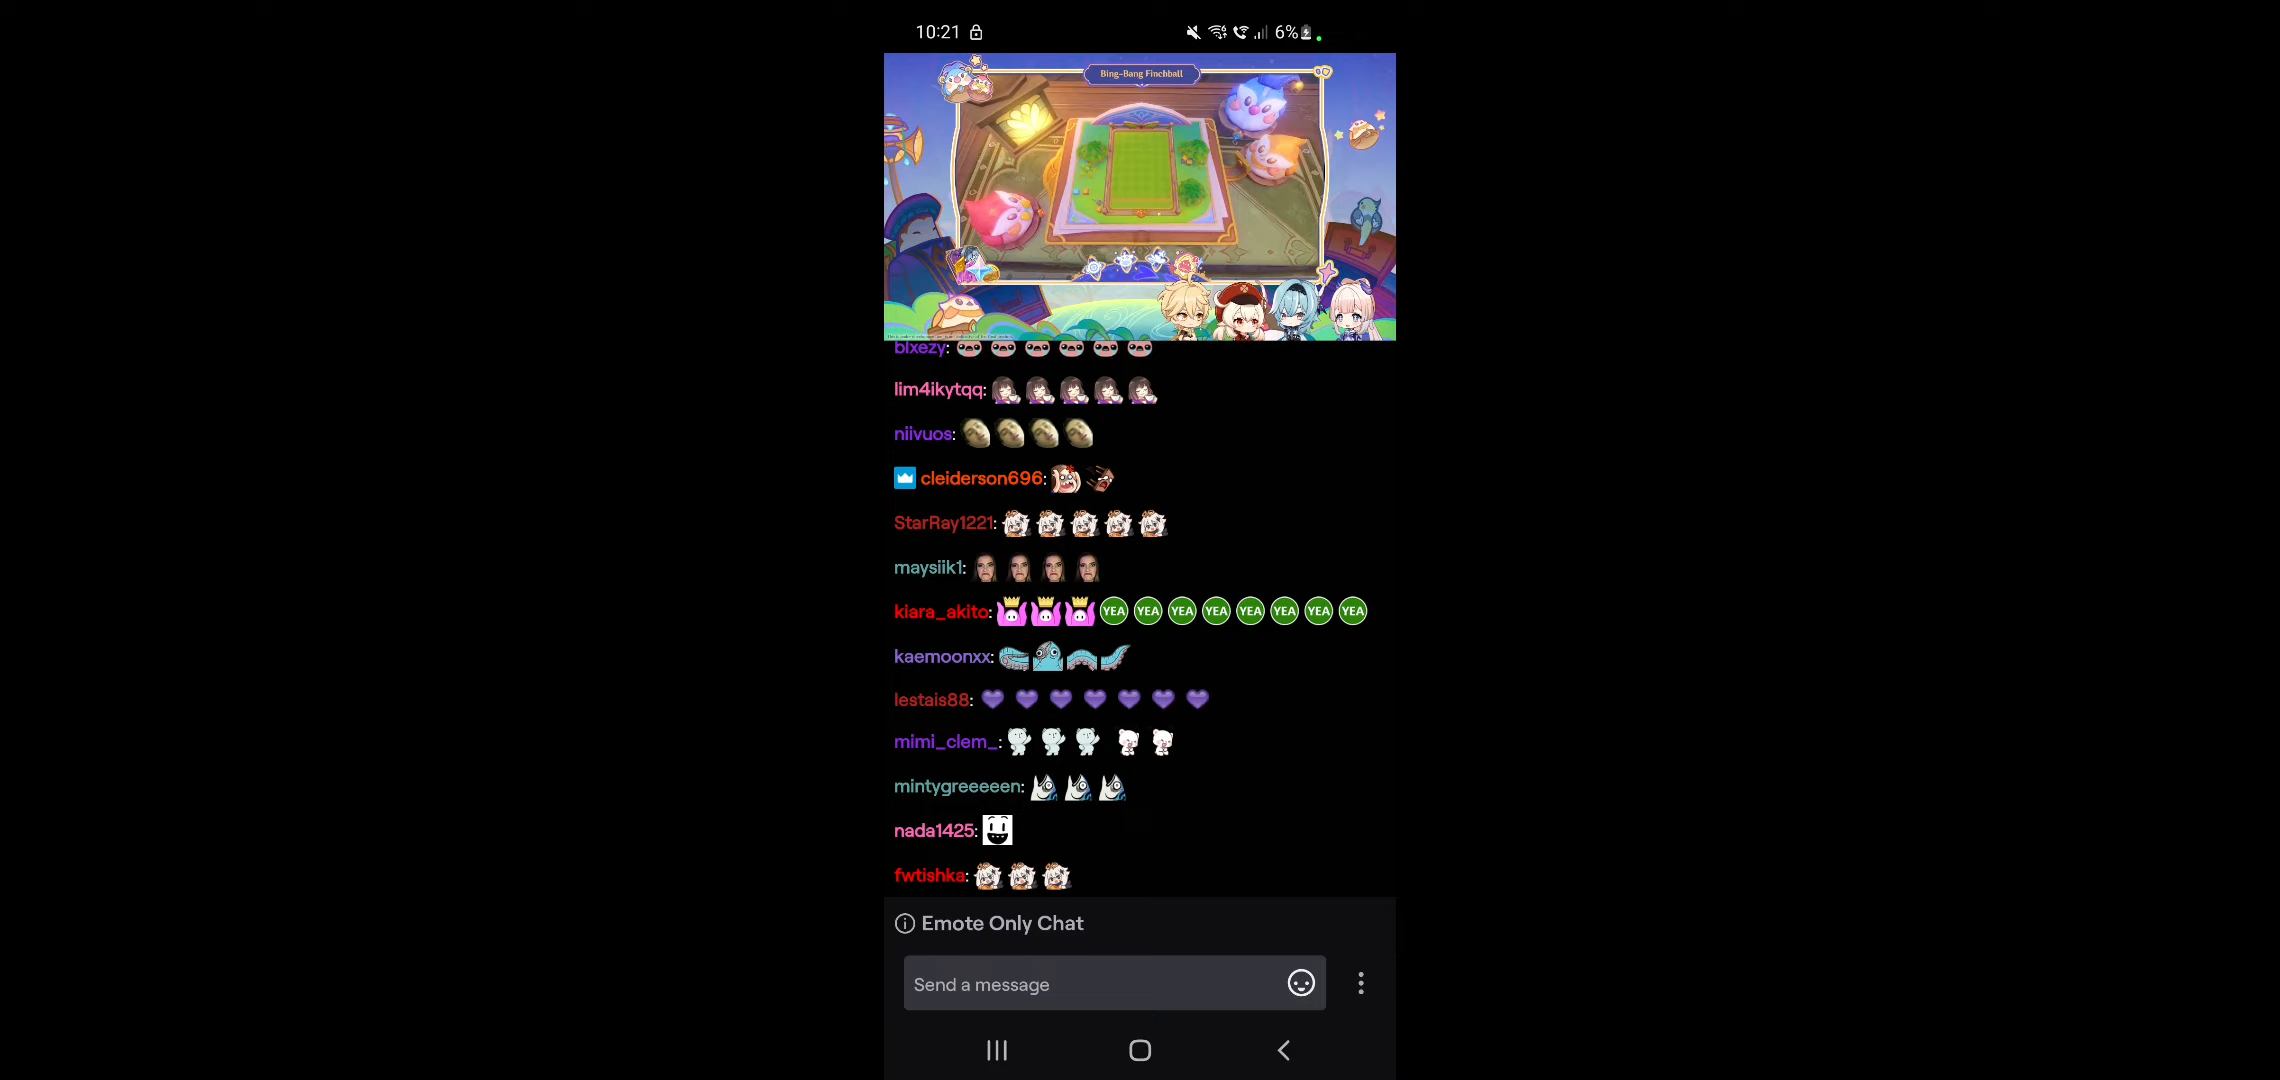 10:21
6%
Bing-Bang Finchball
blxezy:
lim4ikytqq:
niivuos:
cleiderson696:
StarRay1221:
maysiik1:
kiara_akito: YEA YEA YEA YEA YEA YEA YEA YEA
kaemoonxx:
lestais88:
mimi_clem_:
mintygreeeeen:
nada1425:
fwtishka:
Emote Only Chat
Send a message